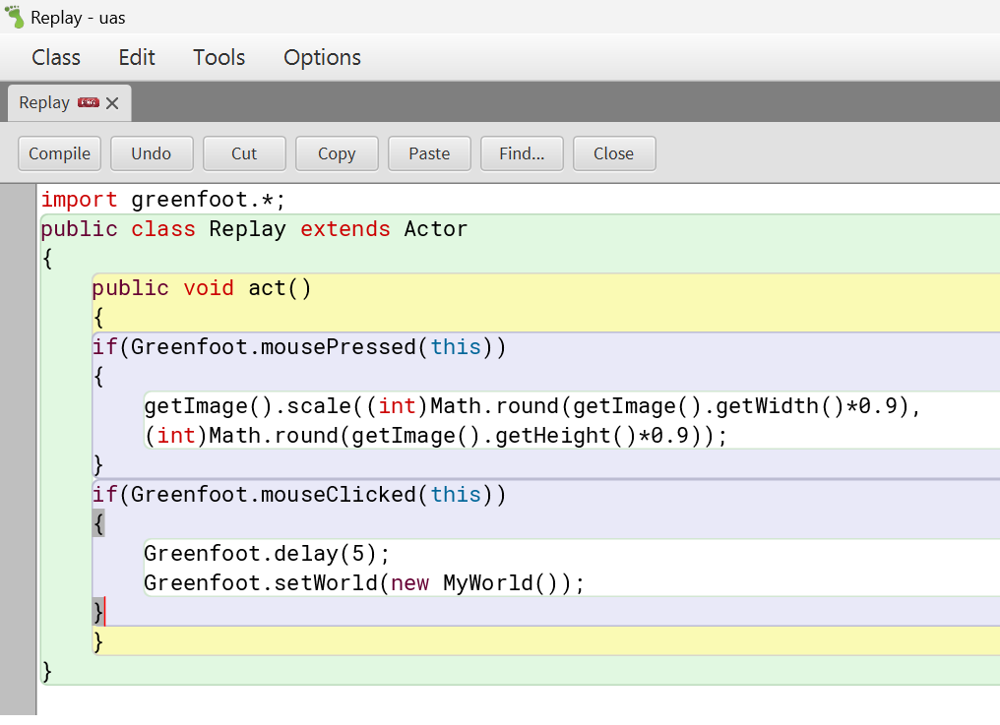 Replay - uas
Class Edit Tools Options
Replay
Compile Undo Cut Copy Paste Find... Close
import greenfoot.*;
public class Replay extends Actor
{
    public void act()
    {
    if(Greenfoot.mousePressed(this))
    {
        getImage().scale((int)Math.round(getImage().getWidth()*0.9),
        (int)Math.round(getImage().getHeight()*0.9));
    }
    if(Greenfoot.mouseClicked(this))
    {
        Greenfoot.delay(5);
        Greenfoot.setWorld(new MyWorld());
    }
    }
}